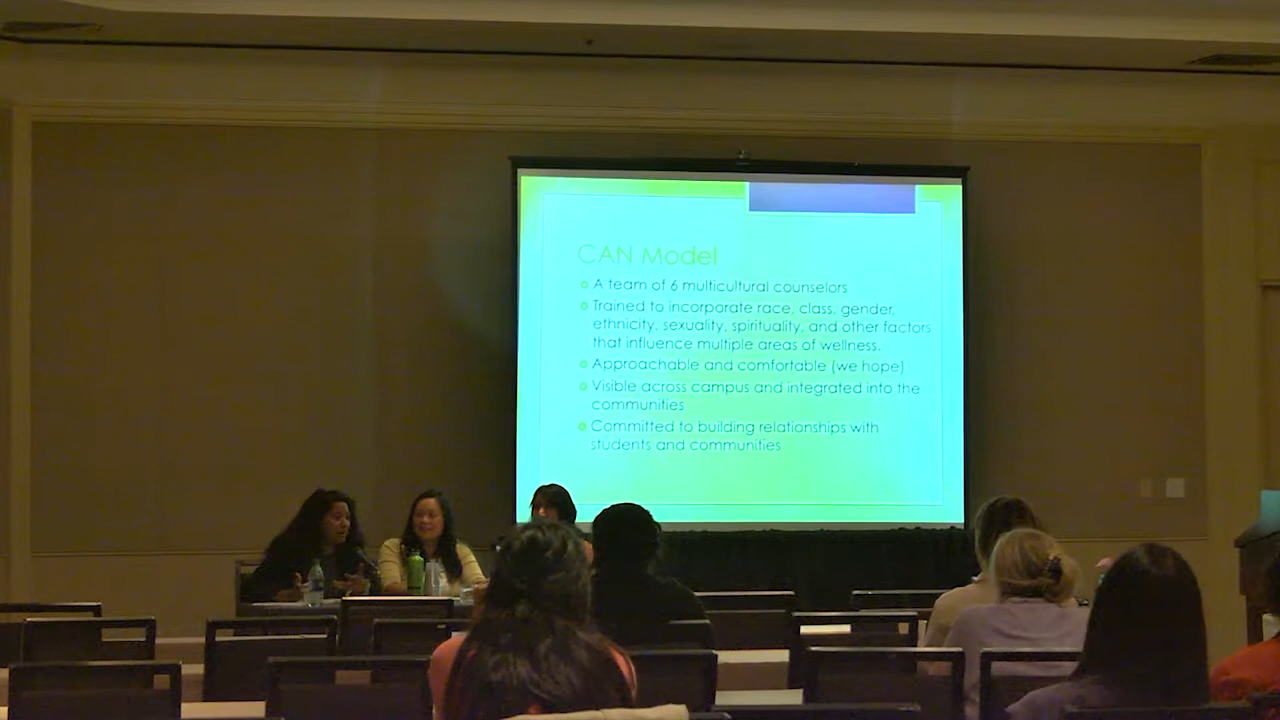 CAN Model
A team of 6 multicultural counselors
Trained to incorporate race, class, gender,
ethnicity, sexuality, spirituality, and other factors
that influence multiple areas of wellness.
Approachable and comfortable (we hope)
Visible across campus and integrated into the
communities
Committed to building relationships with
students and communities